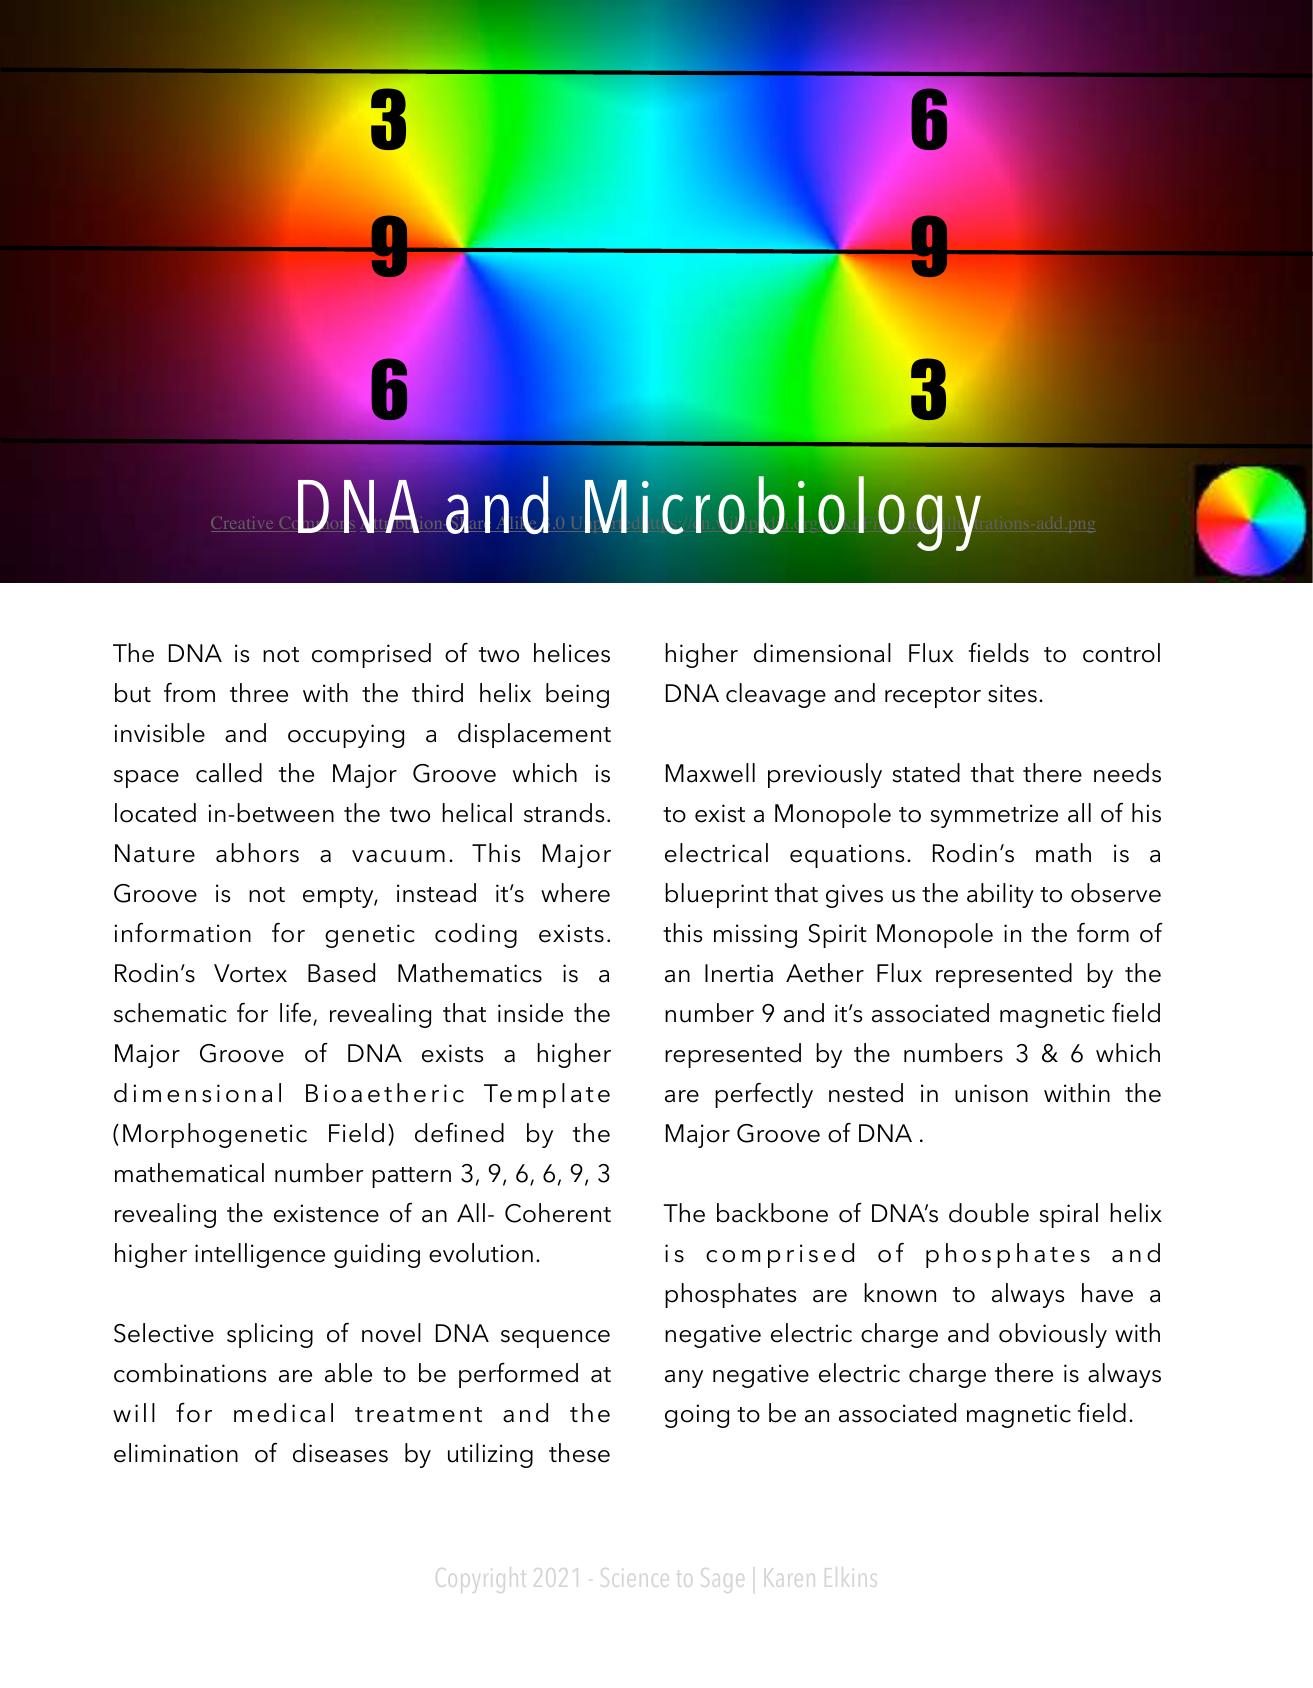 3
6
9
9
6
3
DNA and Microbiology
Creative Commons Attribution-Share Alike 3.0
The DNA is not comprised of two helices
but from three with the third helix being
invisible and occupying a displacement
space called the Major Groove which is
located in-between the two helical strands.
Nature abhors a vacuum. This Major
Groove is not empty, instead it’s where
information for genetic coding exists.
Rodin’s Vortex Based Mathematics is a
schematic for life, revealing that inside the
Major Groove of DNA exists a higher
dimensional Bioaetheric Template
(Morphogenetic Field) defined by the
mathematical number pattern 3, 9, 6, 6, 9, 3
revealing the existence of an All- Coherent
higher intelligence guiding evolution.
Selective splicing of novel DNA sequence
combinations are able to be performed at
will for medical treatment and the
elimination of diseases by utilizing these
higher dimensional Flux fields to control
DNA cleavage and receptor sites.
Maxwell previously stated that there needs
to exist a Monopole to symmetrize all of his
electrical equations. Rodin’s math is a
blueprint that gives us the ability to observe
this missing Spirit Monopole in the form of
an Inertia Aether Flux represented by the
number 9 and it’s associated magnetic field
represented by the numbers 3 & 6 which
are perfectly nested in unison within the
Major Groove of DNA .
The backbone of DNA’s double spiral helix
is comprised of phosphates and
phosphates are known to always have a
negative electric charge and obviously with
any negative electric charge there is always
going to be an associated magnetic field.
Copyright 2021 - Science to Sage | Karen Elkins